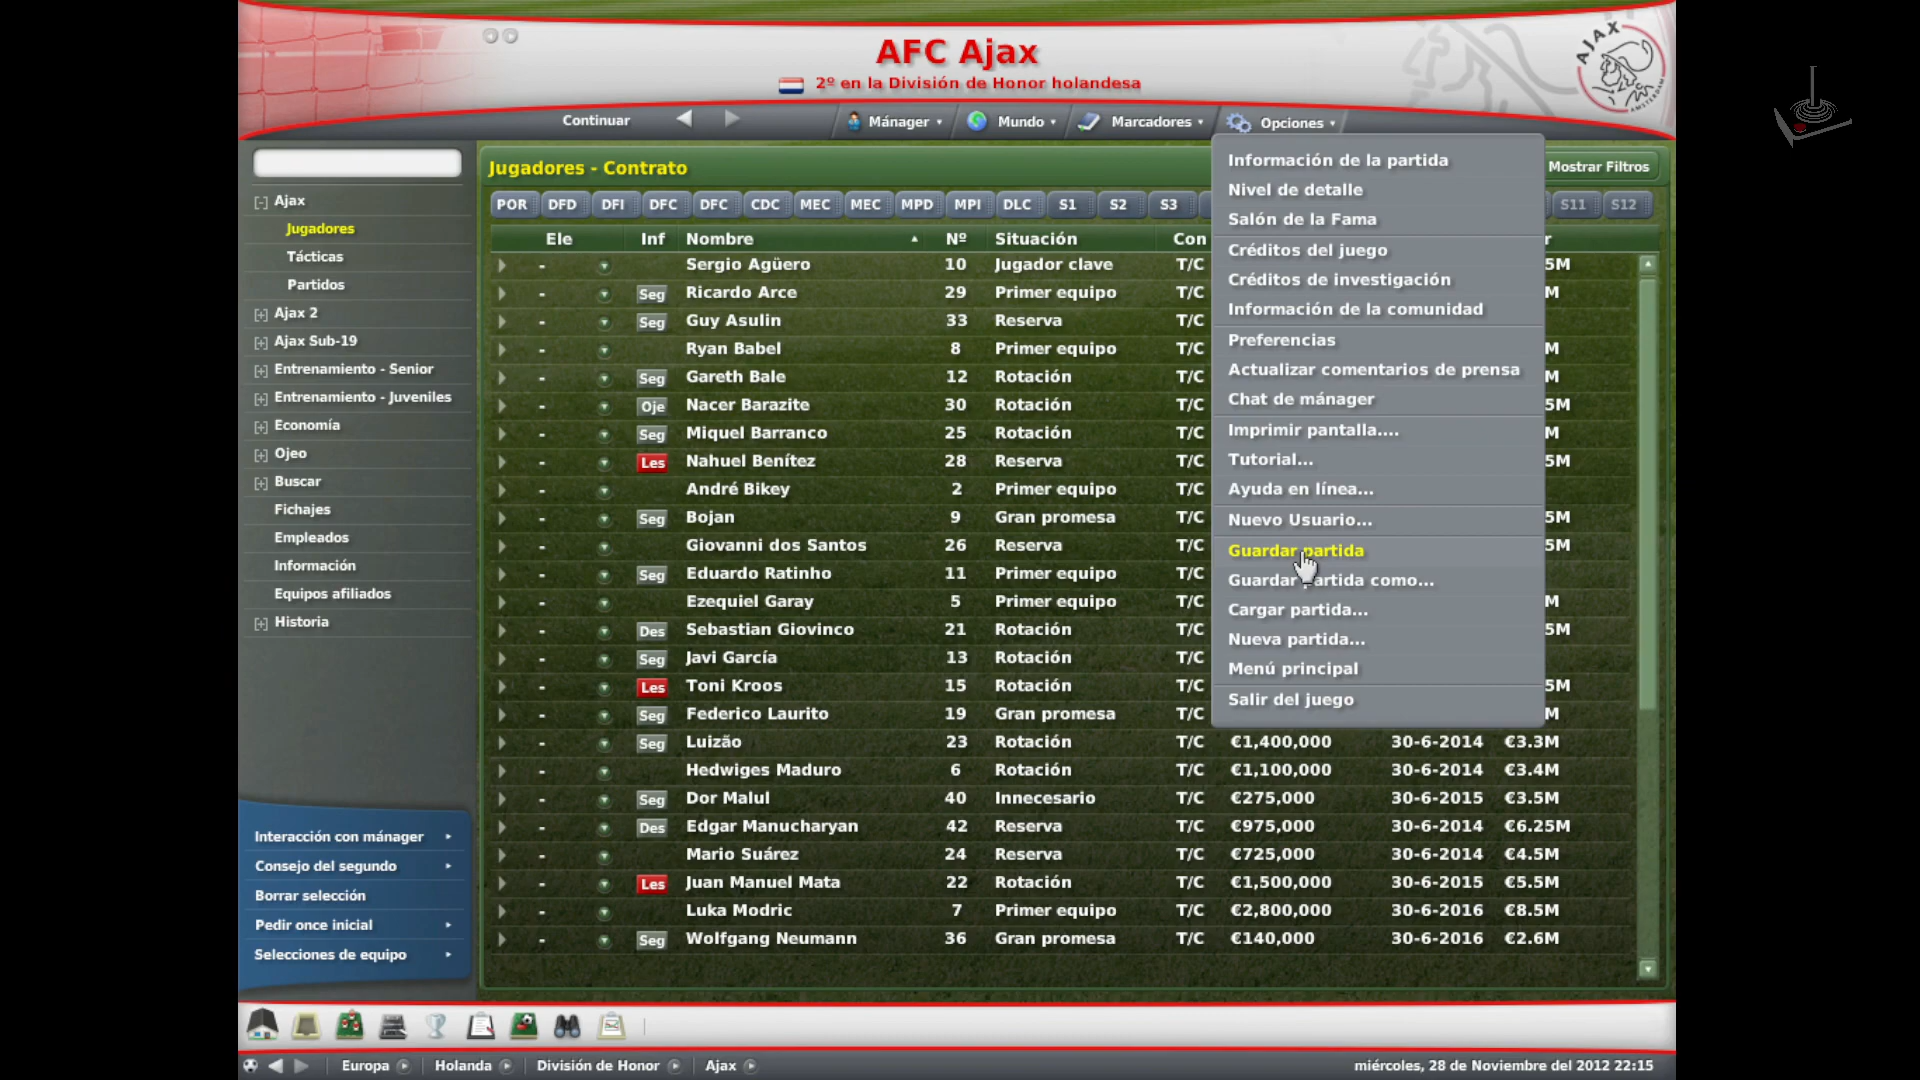 AFC Ajax
2º en la División de Honor holandesa
AJAX
AMSTERDAM
Continuar
Mánager
Mundo
Marcadores
Opciones
Jugadores - Contrato
Mostrar Filtros
POR DFD DFI DFC DFC CDC MEC MEC MPD MPI DLC S1 S2 S3 S11 S12
Ele Inf Nombre Nº Situación Con r
- Sergio Agüero 10 Jugador clave T/C 5M
- Seg Ricardo Arce 29 Primer equipo T/C M
- Seg Guy Asulin 33 Reserva T/C
- Ryan Babel 8 Primer equipo T/C M
- Seg Gareth Bale 12 Rotación T/C M
- Oje Nacer Barazite 30 Rotación T/C 5M
- Seg Miquel Barranco 25 Rotación T/C M
- Les Nahuel Benítez 28 Reserva T/C 5M
- André Bikey 2 Primer equipo T/C
- Seg Bojan 9 Gran promesa T/C 5M
- Giovanni dos Santos 26 Reserva T/C 5M
- Seg Eduardo Ratinho 11 Primer equipo T/C
- Ezequiel Garay 5 Primer equipo T/C M
- Des Sebastian Giovinco 21 Rotación T/C 5M
- Seg Javi García 13 Rotación T/C
- Les Toni Kroos 15 Rotación T/C 5M
- Seg Federico Laurito 19 Gran promesa T/C M
- Seg Luizão 23 Rotación T/C €1,400,000 30-6-2014 €3.3M
- Hedwiges Maduro 6 Rotación T/C €1,100,000 30-6-2014 €3.4M
- Seg Dor Malul 40 Innecesario T/C €275,000 30-6-2015 €3.5M
- Des Edgar Manucharyan 42 Reserva T/C €975,000 30-6-2014 €6.25M
- Mario Suárez 24 Reserva T/C €725,000 30-6-2014 €4.5M
- Les Juan Manuel Mata 22 Rotación T/C €1,500,000 30-6-2015 €5.5M
- Luka Modric 7 Primer equipo T/C €2,800,000 30-6-2016 €8.5M
- Seg Wolfgang Neumann 36 Gran promesa T/C €140,000 30-6-2016 €2.6M
Información de la partida
Nivel de detalle
Salón de la Fama
Créditos del juego
Créditos de investigación
Información de la comunidad
Preferencias
Actualizar comentarios de prensa
Chat de mánager
Imprimir pantalla....
Tutorial...
Ayuda en línea...
Nuevo Usuario...
Guardar partida
Guardar partida como...
Cargar partida...
Nueva partida...
Menú principal
Salir del juego
[-] Ajax
Jugadores
Tácticas
Partidos
[+] Ajax 2
[+] Ajax Sub-19
[+] Entrenamiento - Senior
[+] Entrenamiento - Juveniles
[+] Economía
[+] Ojeo
[+] Buscar
Fichajes
Empleados
Información
Equipos afiliados
[+] Historia
Interacción con mánager
Consejo del segundo
Borrar selección
Pedir once inicial
Selecciones de equipo
Europa
Holanda
División de Honor
Ajax
miércoles, 28 de Noviembre del 2012 22:15